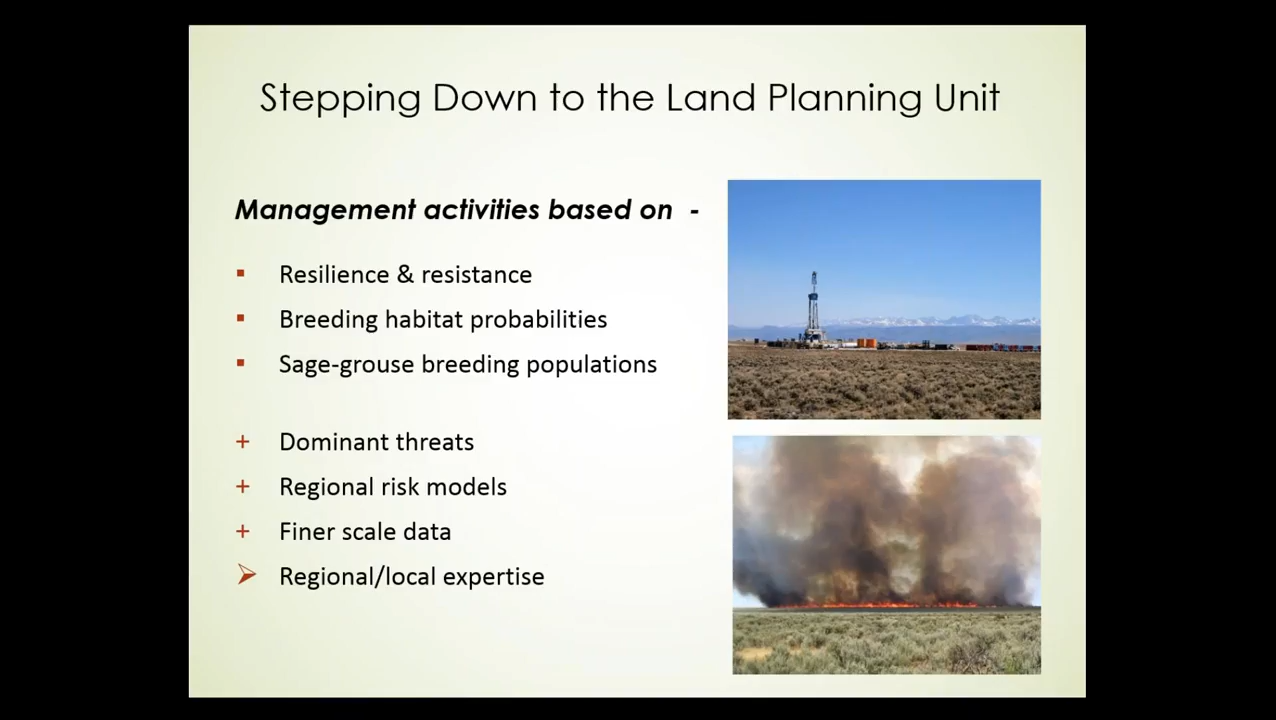 Stepping Down to the Land Planning Unit
Management activities based on -
▪ Resilience & resistance
▪ Breeding habitat probabilities
▪ Sage-grouse breeding populations
+ Dominant threats
+ Regional risk models
+ Finer scale data
➢ Regional/local expertise